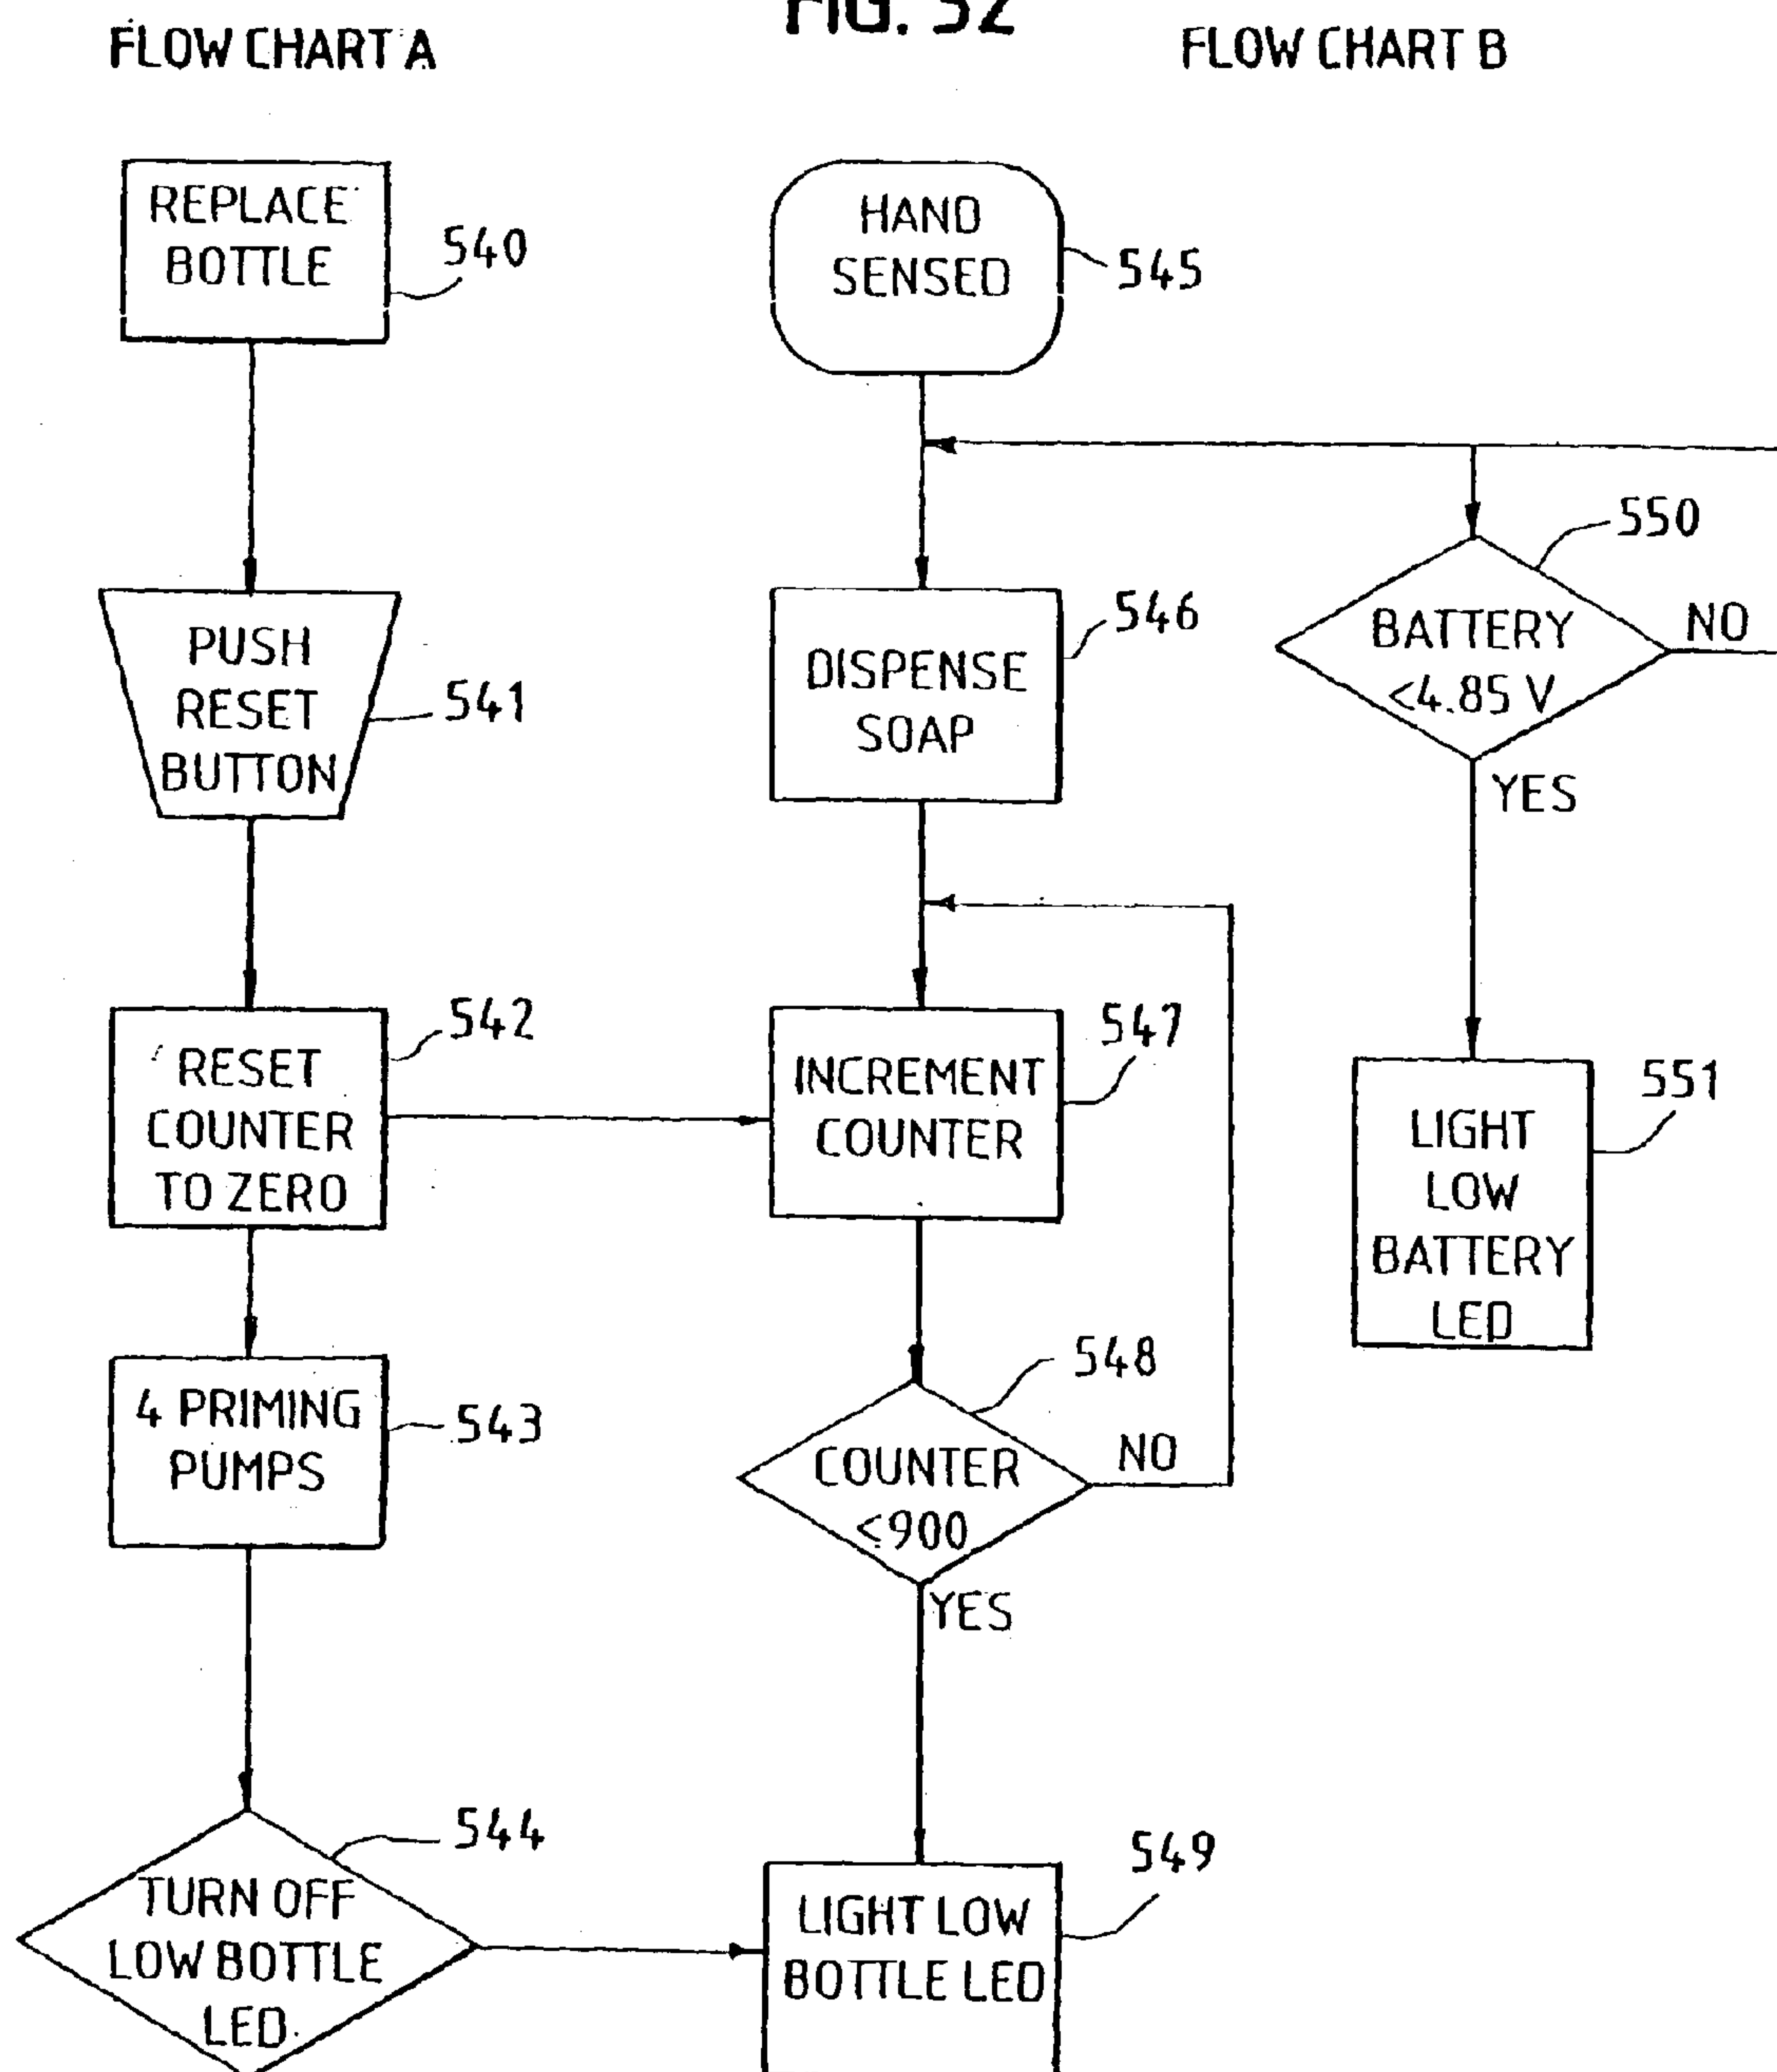 FIG. 52
FLOW CHART A
FLOW CHART B
REPLACE
BOTTLE
540
PUSH
RESET
BUTTON
541
RESET
COUNTER
TO ZERO
542
4 PRIMING
PUMPS
543
TURN OFF
LOW BOTTLE
LED
544
HAND
SENSED
545
DISPENSE
SOAP
546
INCREMENT
COUNTER
547
COUNTER
<900
548
NO
YES
LIGHT LOW
BOTTLE LED
549
BATTERY
<4.85 V
550
NO
YES
LIGHT
LOW
BATTERY
LED
551